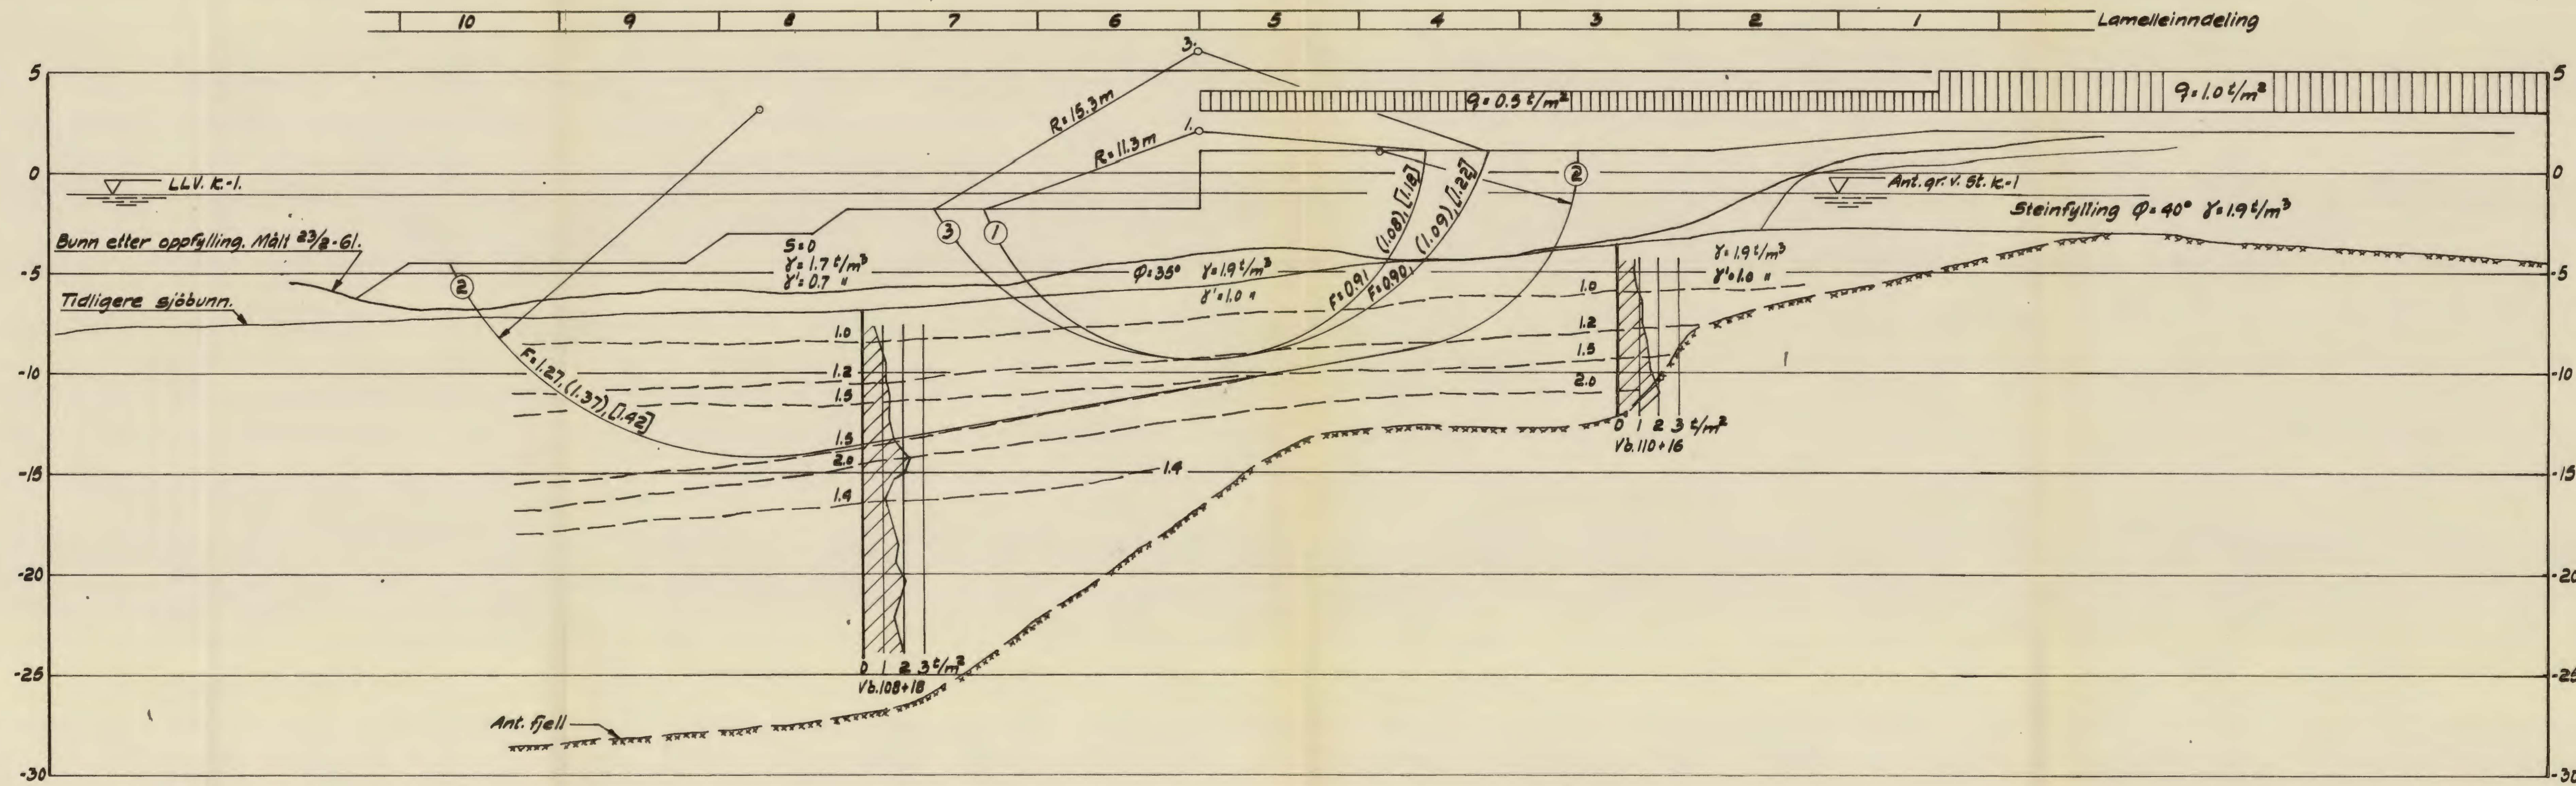 10 9 8 7 6 5 4 3 2 1 Lamelleinndeling
3.
5 5
R=15.3m
q=0.5 t/m²
q=1.0 t/m²
1.
R=11.3m
0 0
LLV. k.-1.
2
Ant. gr. v. st. k.-1
(1.08), [1.18]
(1.09), [1.22]
Steinfylling φ=40° γ=1.9 t/m³
3 1
Bunn etter oppfylling. Målt 23/2-61.
S=0
γ=1.7 t/m³
γ'=0.7 "
φ=35° γ=1.9 t/m³
γ'=1.0 "
γ=1.9 t/m³
γ'=1.0 "
-5 -5
2
F=0.91
F=0.90,
Tidligere sjöbunn.
1.0
1.0
1.2
1.2
1.5
2.0
1.5
F=1.27, (1.37), [1.42]
-10 -10
0 1 2 3 t/m²
Vb. 110+16
1.5
2.0
1.4
1.4
-15 -15
-20 -20
0 1 2 3 t/m²
Vb. 108+18
-25 -25
Ant. fjell
-30 -30